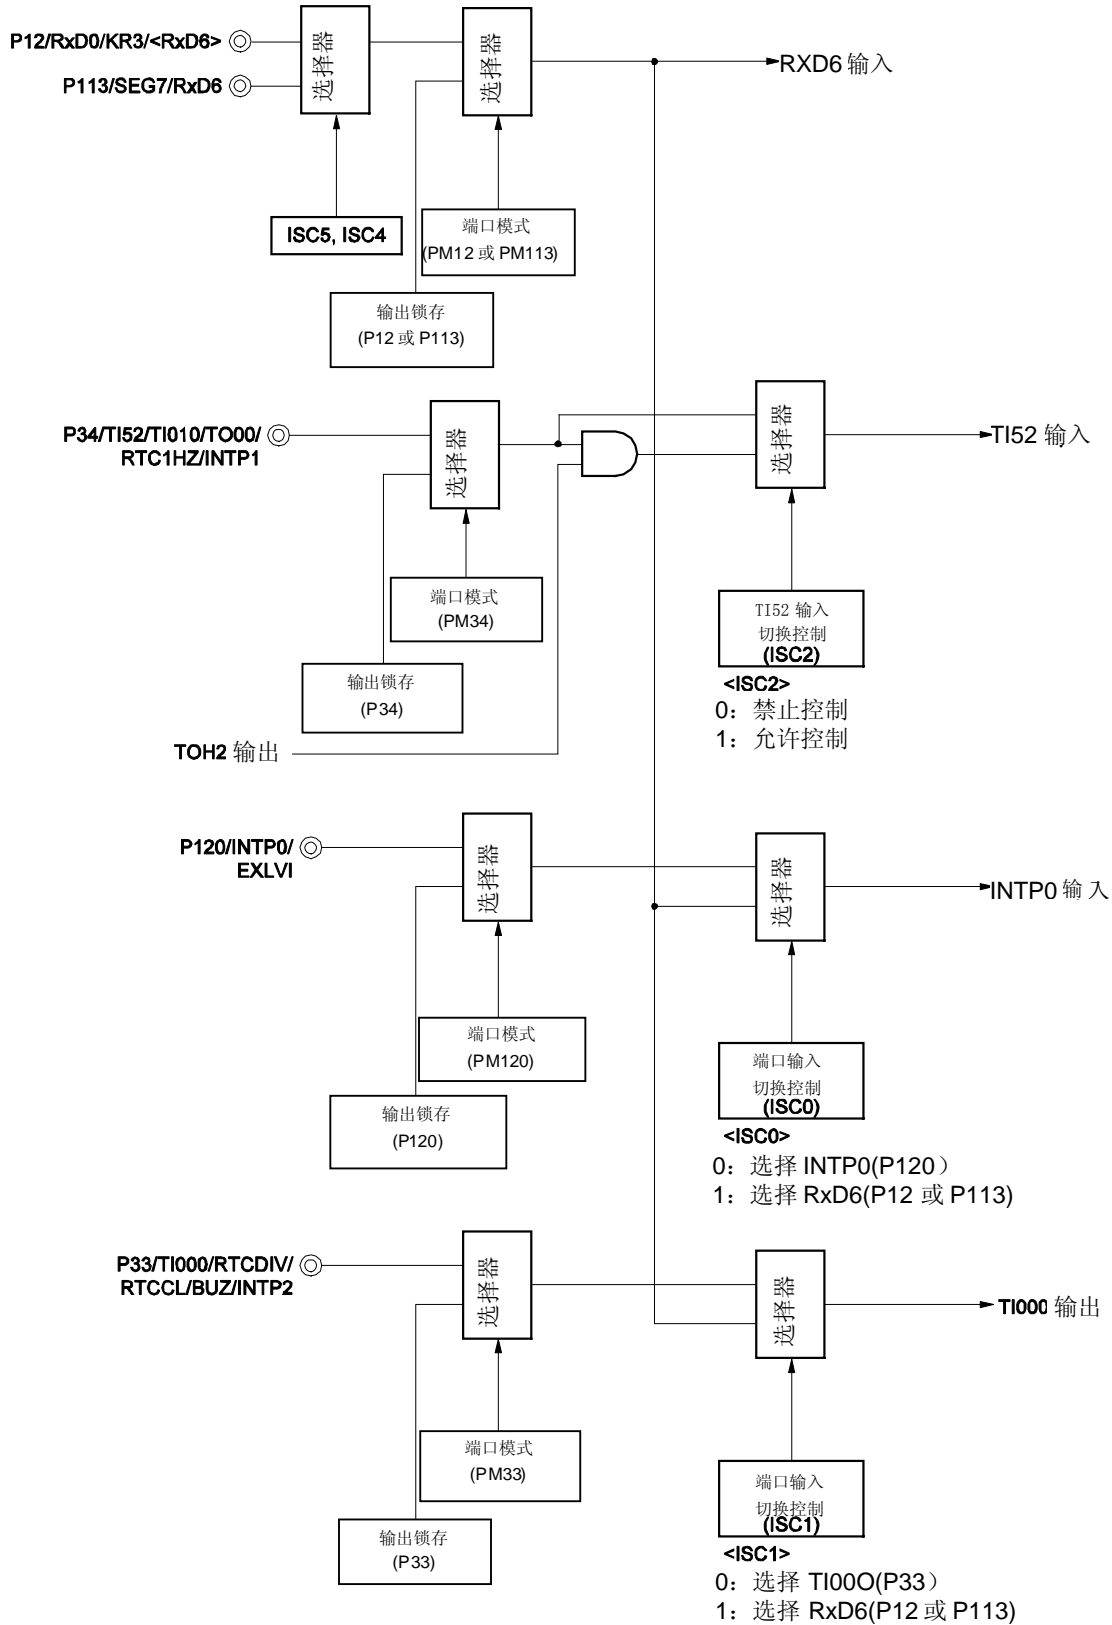 P12/RxD0/KR3/<RxD6>
P113/SEG7/RxD6
选择器
选择器
RXD6 输入
ISC5, ISC4
端口模式
(PM12 或 PM113)
输出锁存
(P12 或 P113)
P34/TI52/TI010/TO00/
RTC1HZ/INTP1
选择器
选择器
TI52 输入
端口模式
(PM34)
TI52 输入
切换控制
(ISC2)
输出锁存
(P34)
<ISC2>
0：禁止控制
1：允许控制
TOH2 输出
P120/INTP0/
EXLVI
选择器
选择器
INTP0 输入
端口模式
(PM120)
端口输入
切换控制
(ISC0)
输出锁存
(P120)
<ISC0>
0：选择 INTP0(P120）
1：选择 RxD6(P12 或 P113)
P33/TI000/RTCDIV/
RTCCL/BUZ/INTP2
选择器
选择器
TI000 输出
端口模式
(PM33)
端口输入
切换控制
(ISC1)
输出锁存
(P33)
<ISC1>
0：选择 TI00O(P33）
1：选择 RxD6(P12 或 P113)